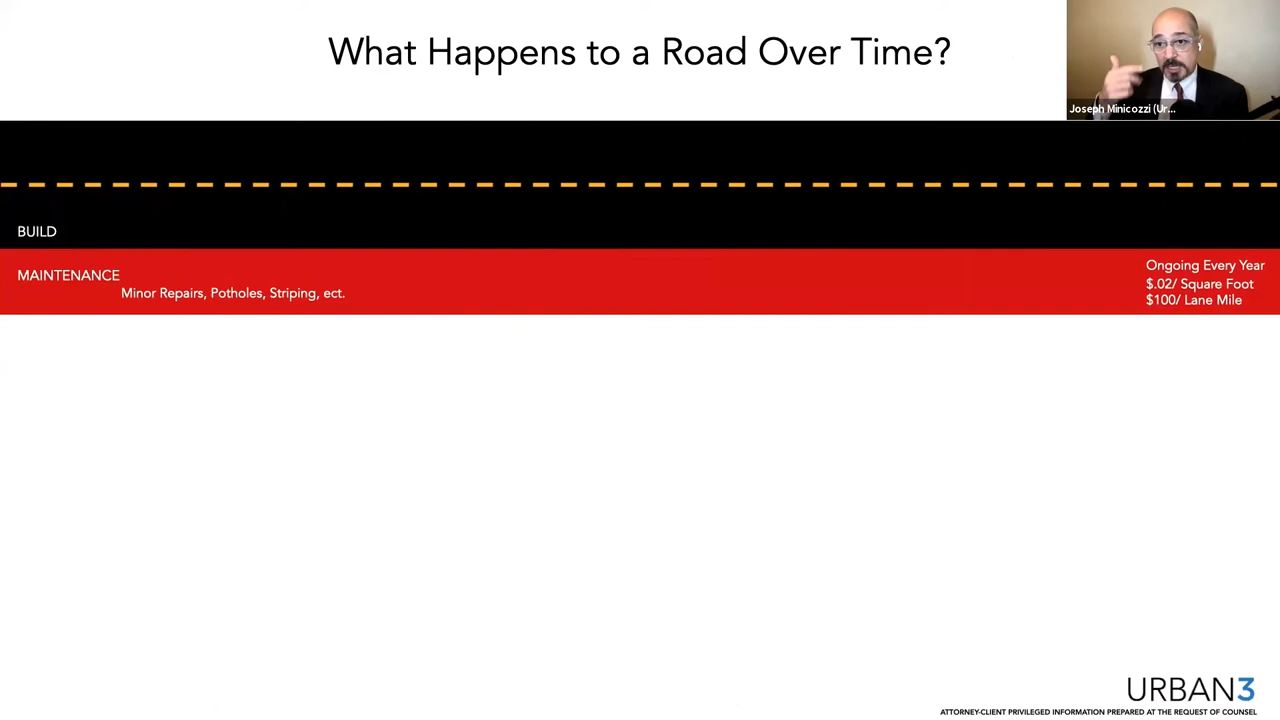 What Happens to a Road Over Time?
Joseph Minicozzi (Ur...
BUILD
MAINTENANCE
Minor Repairs, Potholes, Striping, ect.
Ongoing Every Year
$.02/ Square Foot
$100/ Lane Mile
URBAN3
ATTORNEY-CLIENT PRIVILEGED INFORMATION PREPARED AT THE REQUEST OF COUNSEL